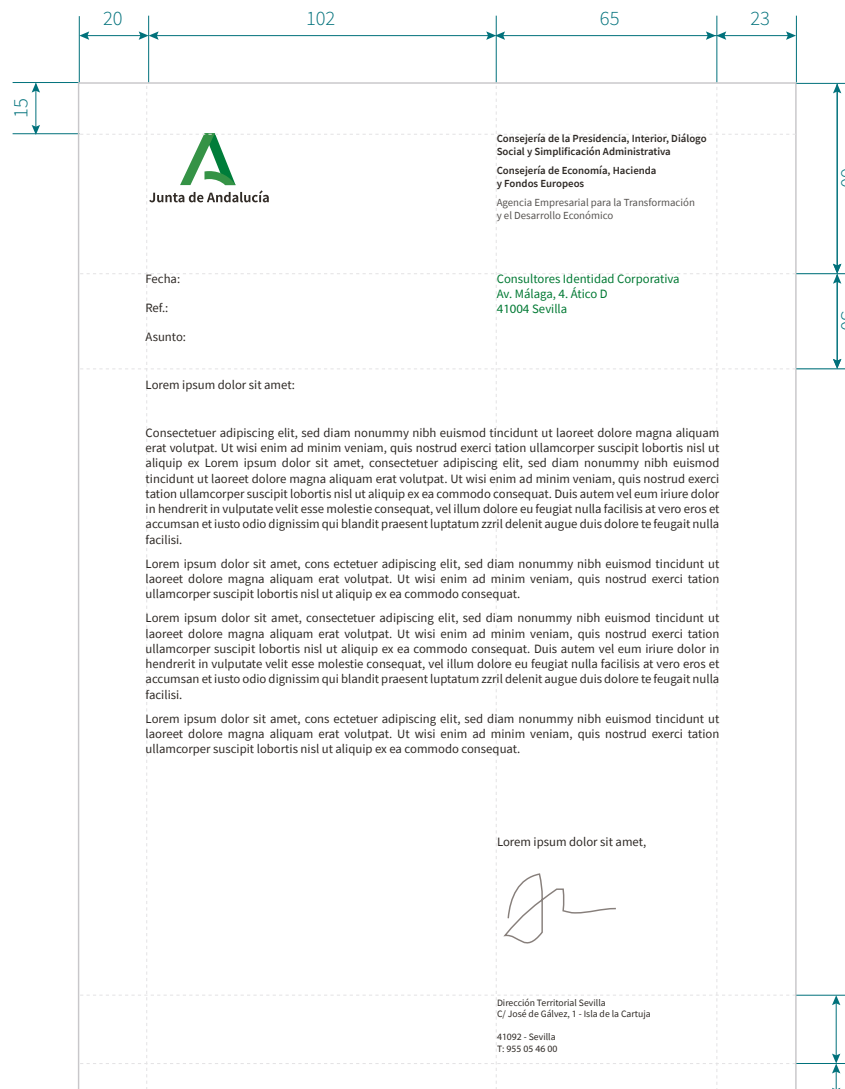 20 102 65 23
15
Consejería de la Presidencia, Interior, Diálogo
Social y Simplificación Administrativa
Consejería de Economía, Hacienda
y Fondos Europeos
Agencia Empresarial para la Transformación
y el Desarrollo Económico
Junta de Andalucía
Fecha:
Ref.:
Asunto:
Consultores Identidad Corporativa
Av. Málaga, 4. Ático D
41004 Sevilla
Lorem ipsum dolor sit amet:
Consectetuer adipiscing elit, sed diam nonummy nibh euismod tincidunt ut laoreet dolore magna aliquam
erat volutpat. Ut wisi enim ad minim veniam, quis nostrud exerci tation ullamcorper suscipit lobortis nisl ut
aliquip ex Lorem ipsum dolor sit amet, consectetuer adipiscing elit, sed diam nonummy nibh euismod
tincidunt ut laoreet dolore magna aliquam erat volutpat. Ut wisi enim ad minim veniam, quis nostrud exerci
tation ullamcorper suscipit lobortis nisl ut aliquip ex ea commodo consequat. Duis autem vel eum iriure dolor
in hendrerit in vulputate velit esse molestie consequat, vel illum dolore eu feugiat nulla facilisis at vero eros et
accumsan et iusto odio dignissim qui blandit praesent luptatum zzril delenit augue duis dolore te feugait nulla
facilisi.
Lorem ipsum dolor sit amet, cons ectetuer adipiscing elit, sed diam nonummy nibh euismod tincidunt ut
laoreet dolore magna aliquam erat volutpat. Ut wisi enim ad minim veniam, quis nostrud exerci tation
ullamcorper suscipit lobortis nisl ut aliquip ex ea commodo consequat.
Lorem ipsum dolor sit amet, consectetuer adipiscing elit, sed diam nonummy nibh euismod tincidunt ut
laoreet dolore magna aliquam erat volutpat. Ut wisi enim ad minim veniam, quis nostrud exerci tation
ullamcorper suscipit lobortis nisl ut aliquip ex ea commodo consequat. Duis autem vel eum iriure dolor in
hendrerit in vulputate velit esse molestie consequat, vel illum dolore eu feugiat nulla facilisis at vero eros et
accumsan et iusto odio dignissim qui blandit praesent luptatum zzril delenit augue duis dolore te feugait nulla
facilisi.
Lorem ipsum dolor sit amet, cons ectetuer adipiscing elit, sed diam nonummy nibh euismod tincidunt ut
laoreet dolore magna aliquam erat volutpat. Ut wisi enim ad minim veniam, quis nostrud exerci tation
ullamcorper suscipit lobortis nisl ut aliquip ex ea commodo consequat.
Lorem ipsum dolor sit amet,
Dirección Territorial Sevilla
C/ José de Gálvez, 1 - Isla de la Cartuja
41092 - Sevilla
T: 955 05 46 00